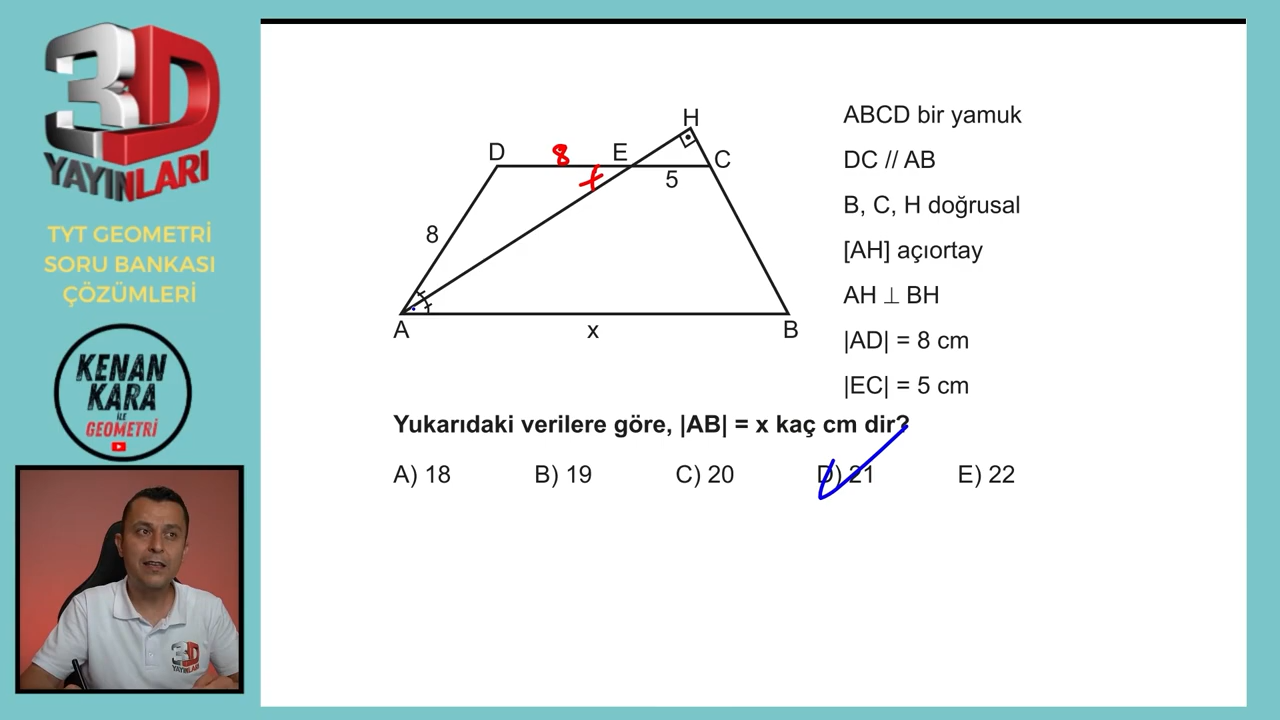 3D
YAYINLARI
TYT GEOMETRİ
SORU BANKASI
ÇÖZÜMLERİ
KENAN
KARA
İLE
GEOMETRİ
3D
YAYINLARI
D
8
E
H
C
5
8
A
x
B
ABCD bir yamuk
DC // AB
B, C, H doğrusal
[AH] açıortay
AH ⊥ BH
|AD| = 8 cm
|EC| = 5 cm
Yukarıdaki verilere göre, |AB| = x kaç cm dir?
A) 18 B) 19 C) 20 D) 21 E) 22